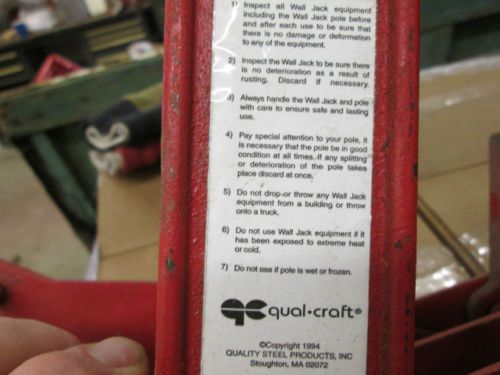 1) Inspect all Wall Jack equipment
including the Wall Jack pole before
and after each use to be sure that
there is no damage or deformation
to any of the equipment.
2) Inspect the Wall Jack to be sure there
is no deterioration as a result of
rusting. Discard if necessary.
3) Always handle the Wall Jack and pole
with care to ensure safe and lasting
use.
4) Pay special attention to your pole, it
is necessary that the pole be in good
condition at all times. If any splitting
or deterioration of the pole takes
place discard at once.
5) Do not drop or throw any Wall Jack
equipment from a building or throw
onto a truck.
6) Do not use Wall Jack equipment if it
has been exposed to extreme heat
or cold.
7) Do not use if pole is wet or frozen.
qual•craft®
©Copyright 1994
QUALITY STEEL PRODUCTS, INC
Stoughton, MA 02072